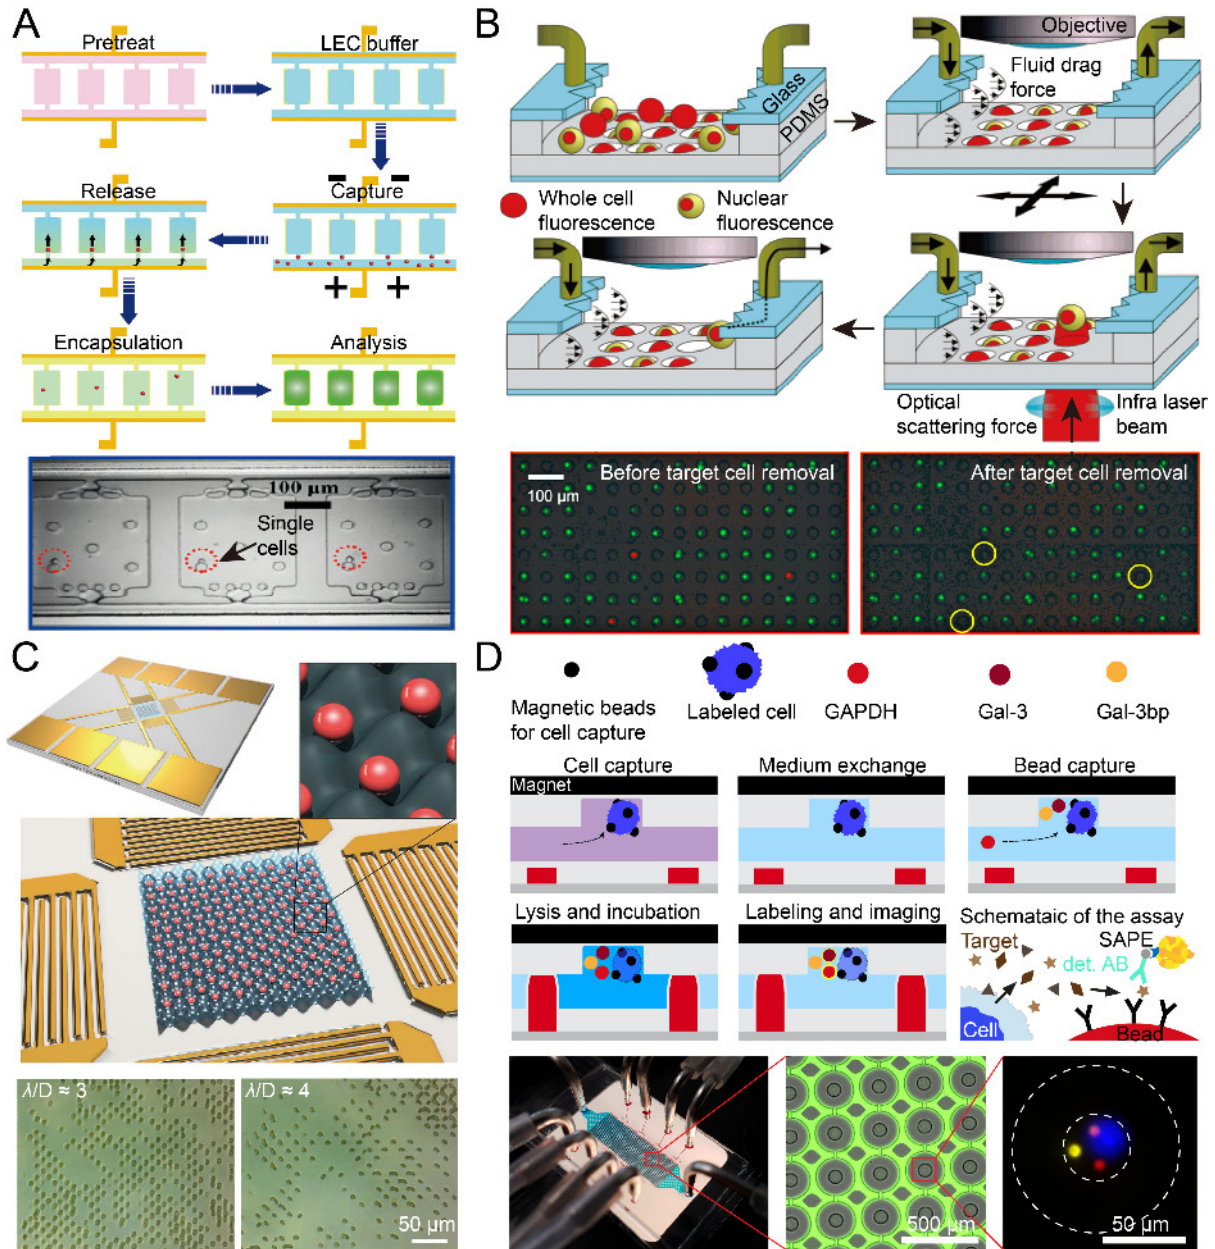 A
Pretreat
LEC buffer
Release
Capture
Encapsulation
Analysis
100 µm
Single
cells
B
Glass
PDMS
Objective
Fluid drag
force
Whole cell
fluorescence
Nuclear
fluorescence
Optical
scattering force
Infra laser
beam
Before target cell removal
100 µm
After target cell removal
C
λ/D ≈ 3
λ/D ≈ 4
50 µm
D
Magnetic beads
for cell capture
Labeled cell
GAPDH
Gal-3
Gal-3bp
Cell capture
Magnet
Medium exchange
Bead capture
Lysis and incubation
Labeling and imaging
Schemataic of the assay
Target
SAPE
det. AB
Cell
Bead
500 µm
50 µm